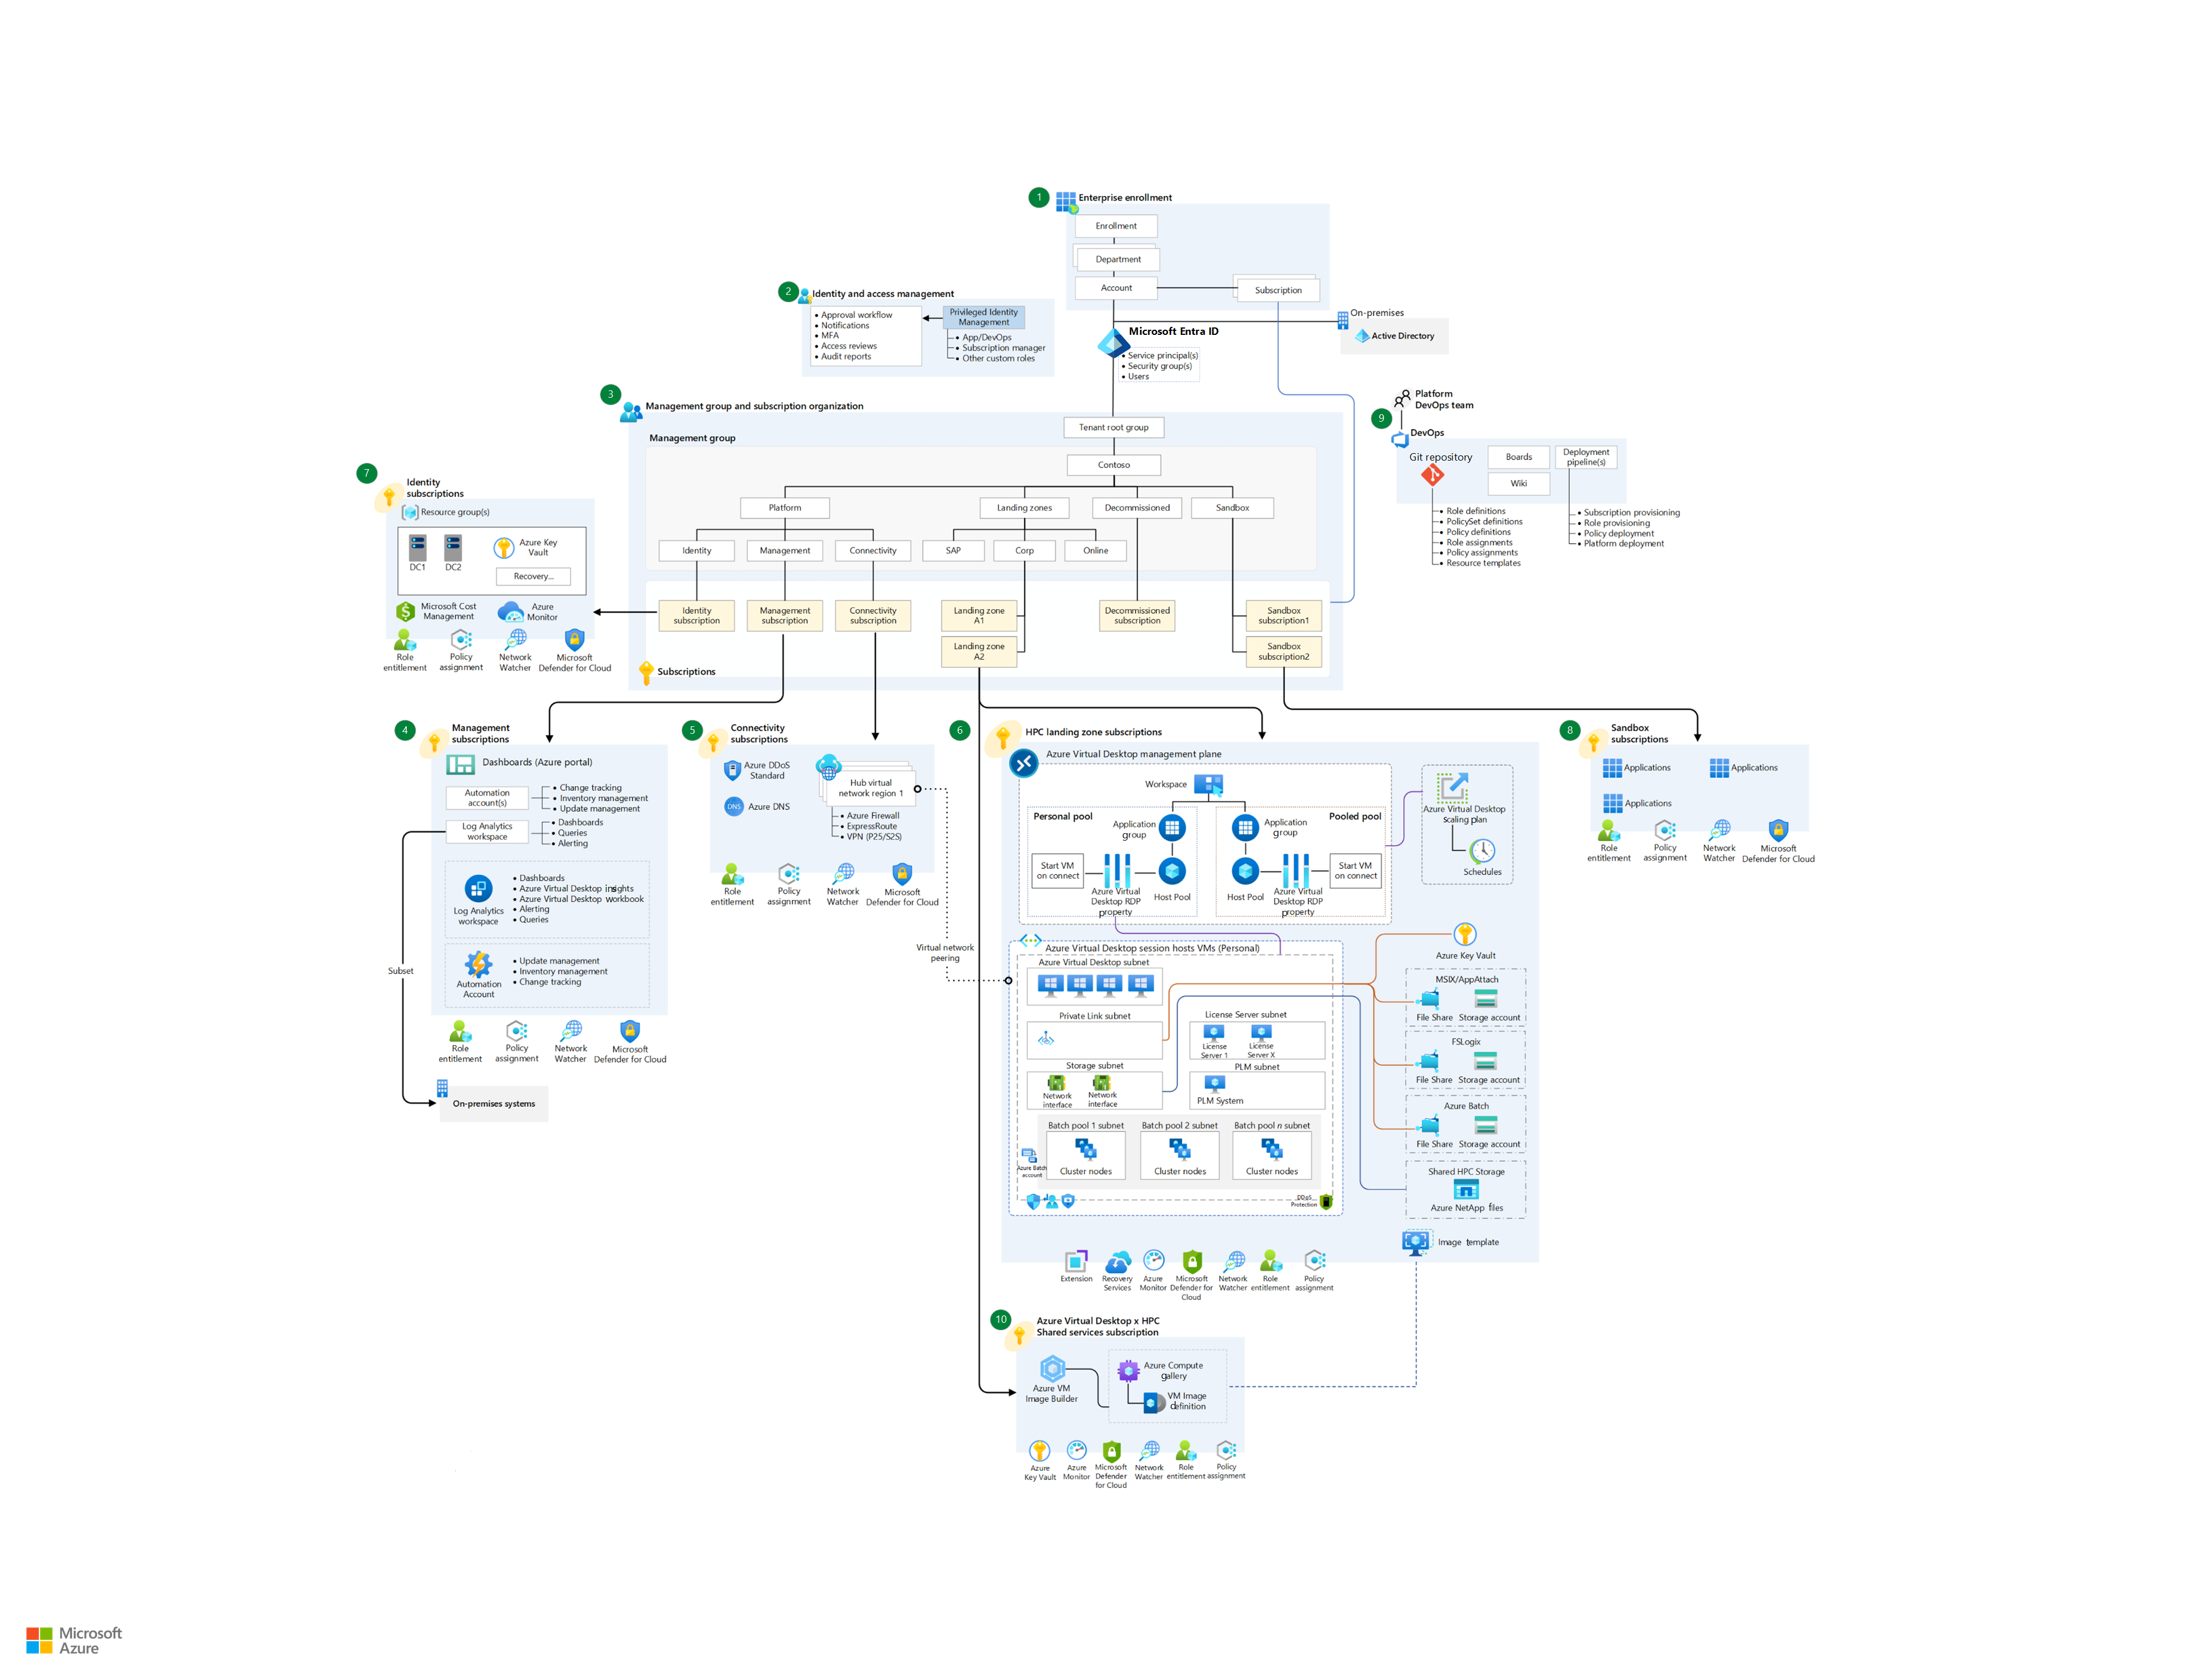 1
Enterprise enrollment
Enrollment
Department
Account
Subscription
2
Identity and access management
• Approval workflow
• Notifications
• MFA
• Access reviews
• Audit reports
Privileged Identity
Management
• App/DevOps
• Subscription manager
• Other custom roles
Microsoft Entra ID
• Service principal(s)
• Security group(s)
• Users
On-premises
Active Directory
3
Management group and subscription organization
Management group
Tenant root group
Contoso
Platform
Landing zones
Decommissioned
Sandbox
Identity
Management
Connectivity
SAP
Corp
Online
Identity
subscription
Management
subscription
Connectivity
subscription
Landing zone
A1
Landing zone
A2
Decommissioned
subscription
Sandbox
subscription1
Sandbox
subscription2
Subscriptions
9
Platform
DevOps team
DevOps
Git repository
Boards
Wiki
Deployment
pipeline(s)
• Role definitions
• PolicySet definitions
• Policy definitions
• Role assignments
• Policy assignments
• Resource templates
• Subscription provisioning
• Role provisioning
• Policy deployment
• Platform deployment
7
Identity
subscriptions
Resource group(s)
DC1
DC2
Azure Key
Vault
Recovery...
Microsoft Cost
Management
Azure
Monitor
Role
entitlement
Policy
assignment
Network
Watcher
Microsoft
Defender for Cloud
4
Management
subscriptions
Dashboards (Azure portal)
Automation
account(s)
• Change tracking
• Inventory management
• Update management
Log Analytics
workspace
• Dashboards
• Queries
• Alerting
Log Analytics
workspace
• Dashboards
• Azure Virtual Desktop insights
• Azure Virtual Desktop workbook
• Alerting
• Queries
Automation
Account
• Update management
• Inventory management
• Change tracking
Subset
Role
entitlement
Policy
assignment
Network
Watcher
Microsoft
Defender for Cloud
On-premises systems
5
Connectivity
subscriptions
Azure DDoS
Standard
Azure DNS
DNS
Hub virtual
network region 1
• Azure Firewall
• ExpressRoute
• VPN (P2S/S2S)
Role
entitlement
Policy
assignment
Network
Watcher
Microsoft
Defender for Cloud
Virtual network
peering
6
HPC landing zone subscriptions
Azure Virtual Desktop management plane
Workspace
Personal pool
Application
group
Start VM
on connect
Azure Virtual
Desktop RDP
property
Host Pool
Pooled pool
Application
group
Host Pool
Azure Virtual
Desktop RDP
property
Start VM
on connect
Azure Virtual Desktop
scaling plan
Schedules
Azure Virtual Desktop session hosts VMs (Personal)
Azure Virtual Desktop subnet
Private Link subnet
License Server subnet
License
Server 1
License
Server X
Storage subnet
Network
interface
Network
interface
PLM subnet
PLM System
Batch pool 1 subnet
Batch pool 2 subnet
Batch pool n subnet
Cluster nodes
Cluster nodes
Cluster nodes
Azure Batch
account
DDoS
Protection
Azure Key Vault
MSIX/AppAttach
File Share
Storage account
FSLogix
File Share
Storage account
Azure Batch
File Share
Storage account
Shared HPC Storage
Azure NetApp files
Image template
Extension
Recovery
Services
Azure
Monitor
Microsoft
Defender for
Cloud
Network
Watcher
Role
entitlement
Policy
assignment
8
Sandbox
subscriptions
Applications
Applications
Applications
Role
entitlement
Policy
assignment
Network
Watcher
Microsoft
Defender for Cloud
10
Azure Virtual Desktop x HPC
Shared services subscription
Azure VM
Image Builder
Azure Compute
gallery
VM Image
definition
Azure
Key Vault
Azure
Monitor
Microsoft
Defender
for Cloud
Network
Watcher
Role
entitlement
Policy
assignment
Microsoft
Azure